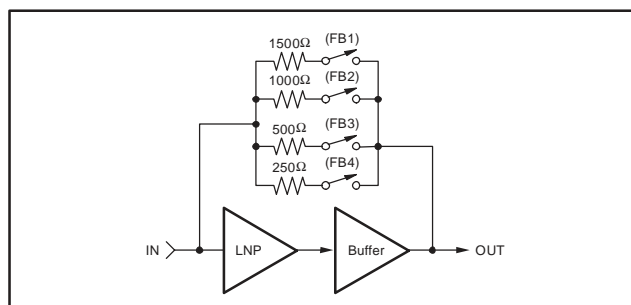 1500Ω (FB1)
1000Ω (FB2)
500Ω (FB3)
250Ω (FB4)
IN LNP Buffer OUT